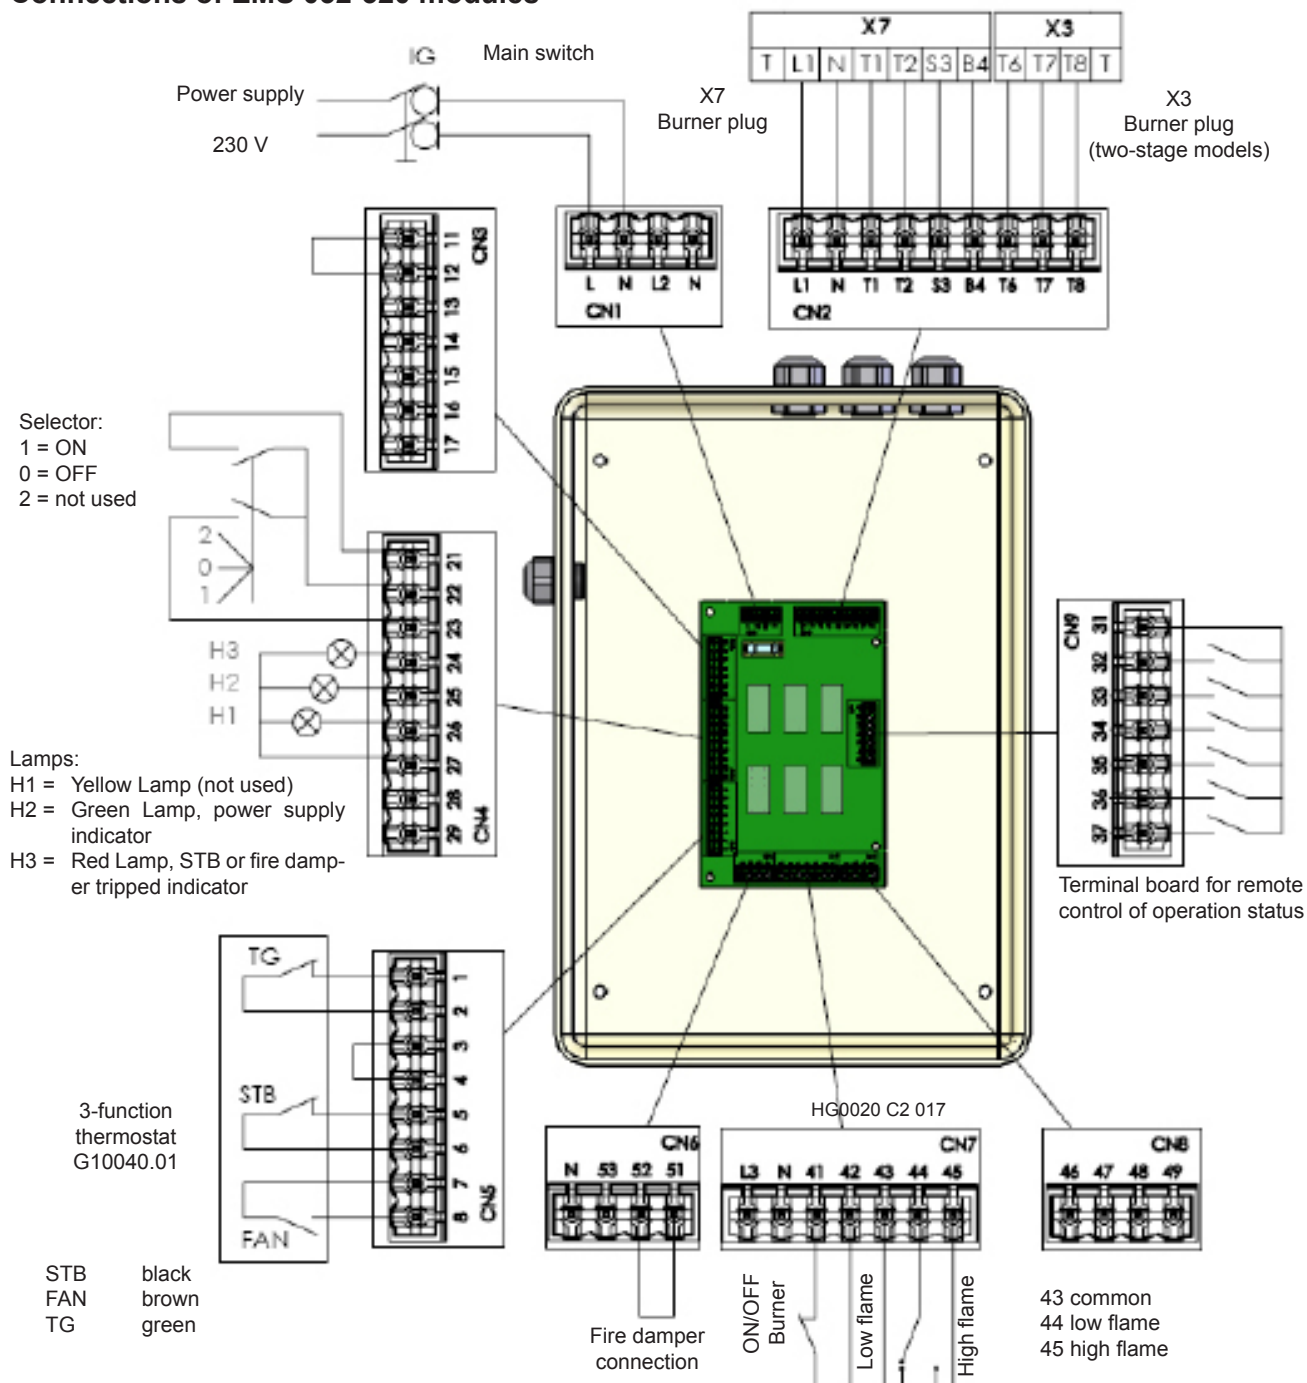 IG
Main switch
Power supply
230 V
X7
X3
T L1 N T1 T2 S3 B4 T6 T7 T8 T
X7
Burner plug
X3
Burner plug
(two-stage models)
11
12
13
14
15
16
17
CN3
L N L2 N
CN1
L1 N T1 T2 S3 B4 T6 T7 T8
CN2
Selector:
1 = ON
0 = OFF
2 = not used
2
0
1
H3
H2
H1
21
22
23
24
25
26
27
28
29
CN4
Lamps:
H1 = Yellow Lamp (not used)
H2 = Green Lamp, power supply
indicator
H3 = Red Lamp, STB or fire damp-
er tripped indicator
CN9
31
32
33
34
35
36
37
Terminal board for remote
control of operation status
TG
STB
FAN
1
2
3
4
5
6
7
8
CN5
3-function
thermostat
G10040.01
STB black
FAN brown
TG green
HG0020 C2 017
CN6
N 53 52 51
Fire damper
connection
CN7
L3 N 41 42 43 44 45
ON/OFF
Burner
Low flame
High flame
CN8
46 47 48 49
43 common
44 low flame
45 high flame